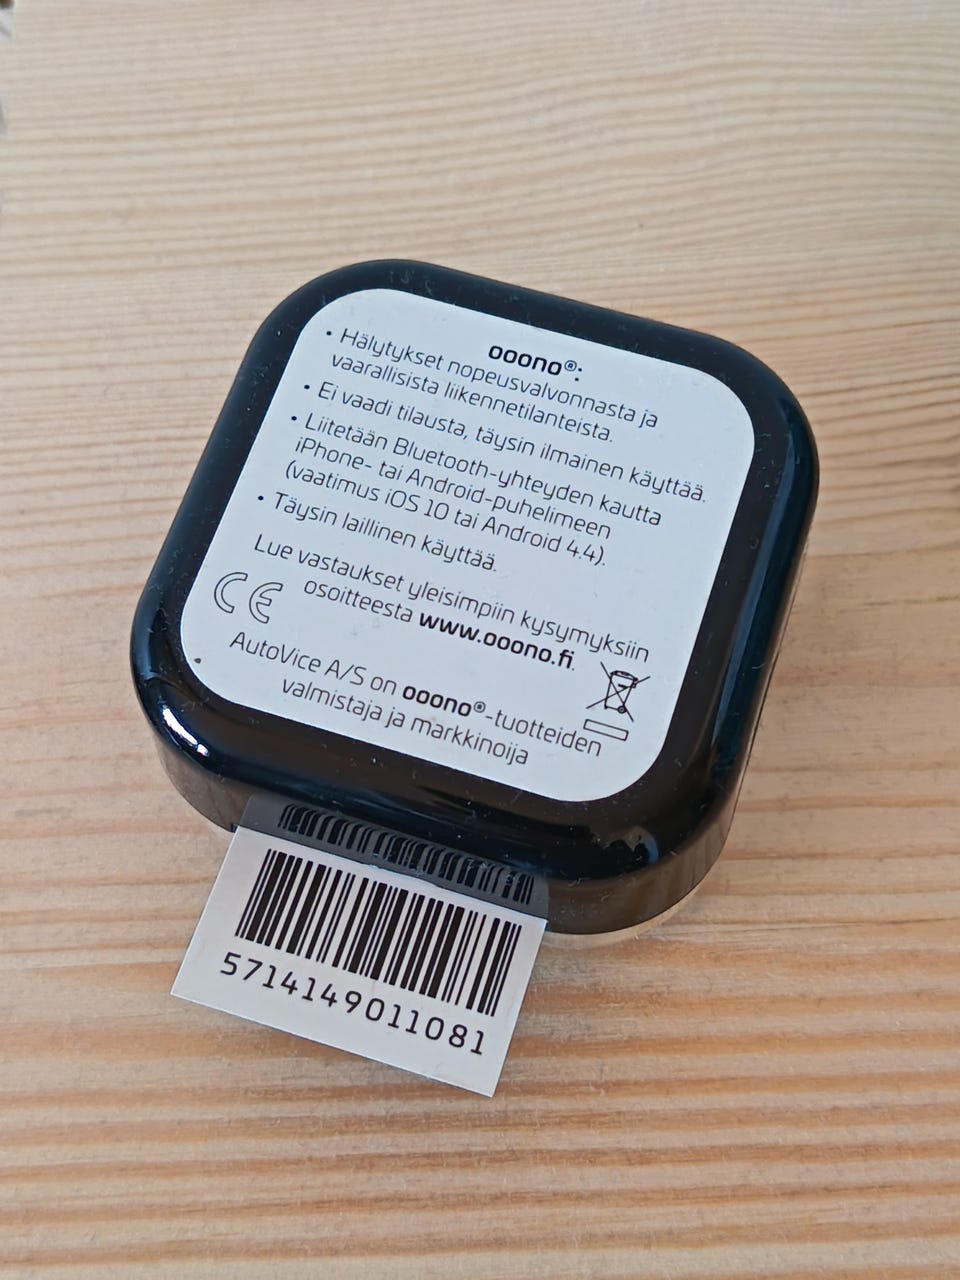 ooono®:
• Hälytykset nopeusvalvonnasta ja
vaarallisista liikennetilanteista.
• Ei vaadi tilausta, täysin ilmainen käyttää.
• Liitetään Bluetooth-yhteyden kautta
iPhone- tai Android-puhelimeen
(vaatimus iOS 10 tai Android 4.4).
• Täysin laillinen käyttää.
Lue vastaukset yleisimpiin kysymyksiin
osoitteesta www.ooono.fi.
CE
AutoVice A/S on ooono®-tuotteiden
valmistaja ja markkinoija
5714149011081